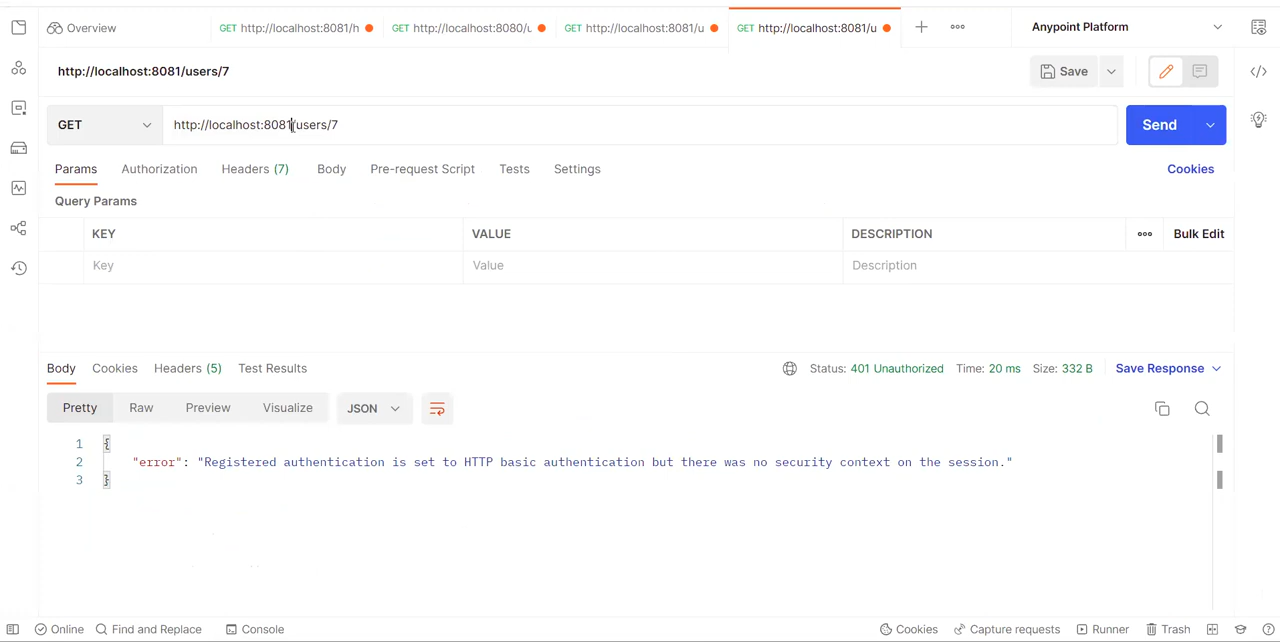 Overview GET http://localhost:8081/h GET http://localhost:8080/u GET http://localhost:8081/u GET http://localhost:8081/u Anypoint Platform
http://localhost:8081/users/7 Save
GET http://localhost:8081/users/7 Send
Params Authorization Headers (7) Body Pre-request Script Tests Settings Cookies
Query Params
KEY VALUE DESCRIPTION Bulk Edit
Key Value Description
Body Cookies Headers (5) Test Results Status: 401 Unauthorized Time: 20 ms Size: 332 B Save Response
Pretty Raw Preview Visualize JSON
1 {
2 "error": "Registered authentication is set to HTTP basic authentication but there was no security context on the session."
3 }
Online Find and Replace Console Cookies Capture requests Runner Trash